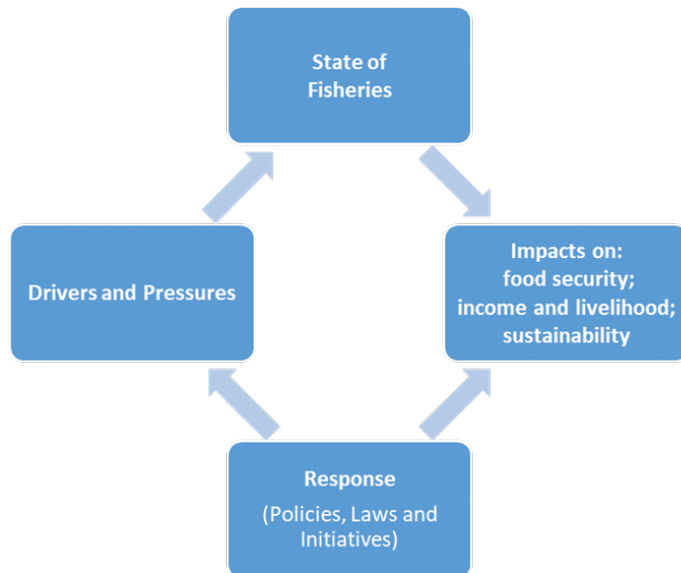 State of
Fisheries
Drivers and Pressures
Impacts on:
food security;
income and livelihood;
sustainability
Response
(Policies, Laws and
Initiatives)